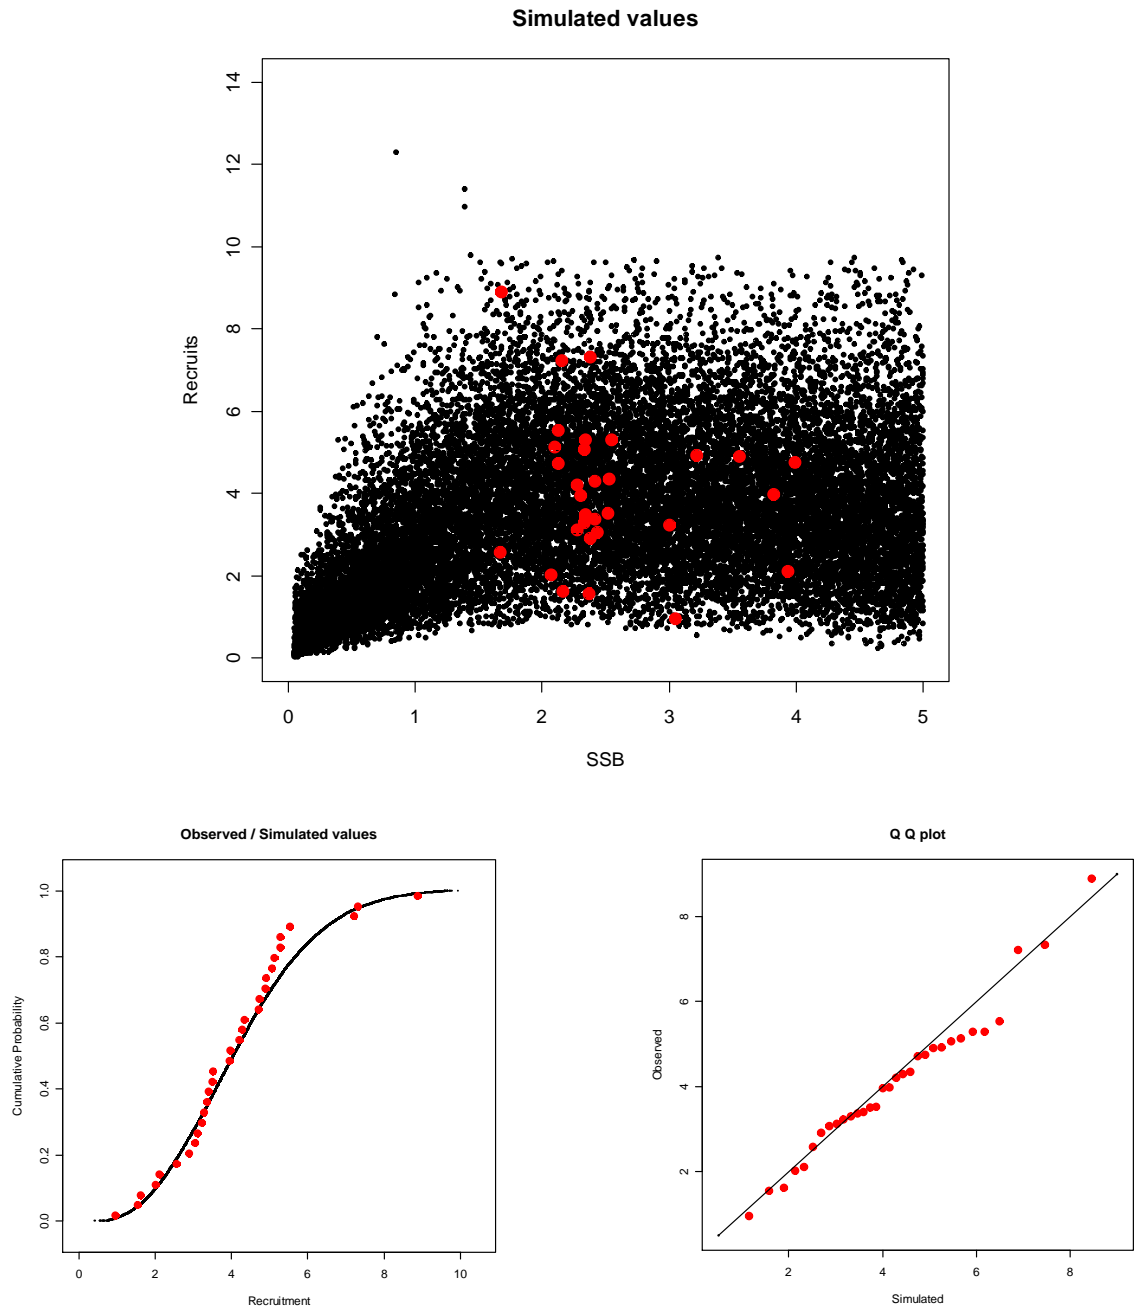 Simulated values
14
12
10
8
6
4
2
0
Recruits
0 1 2 3 4 5
SSB
Observed / Simulated values
1.0
0.8
0.6
0.4
0.2
0.0
Cumulative Probability
0 2 4 6 8 10
Recruitment
Q Q plot
8
6
4
2
Observed
2 4 6 8
Simulated